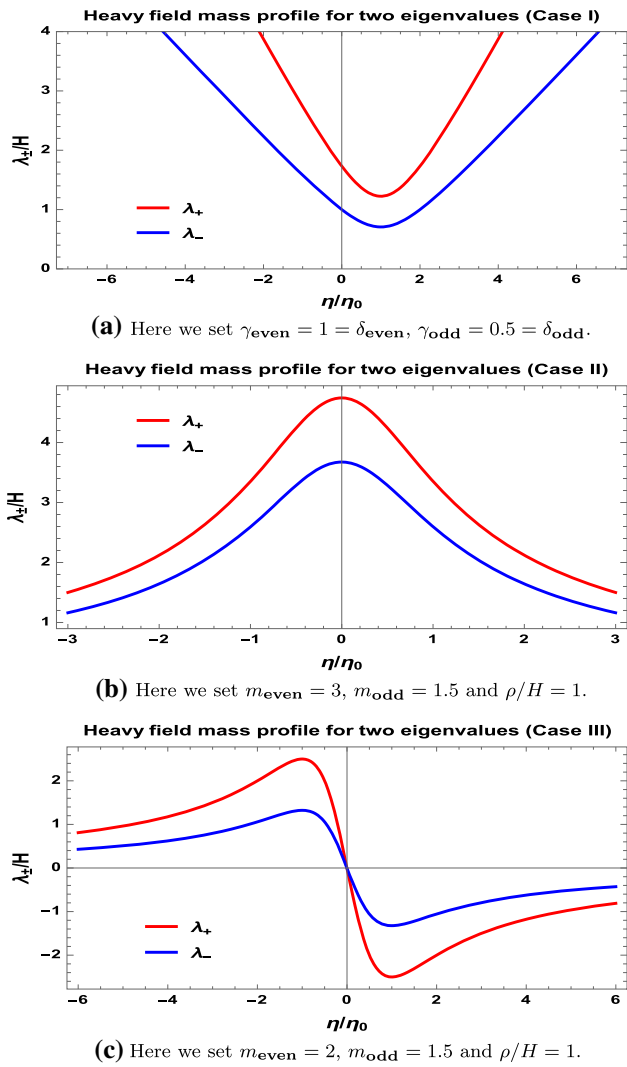 Heavy field mass profile for two eigenvalues (Case I)
4
3
2
1
0
λ±/H
λ+
λ−
−6 −4 −2 0 2 4 6
η/η0
(a) Here we set γeven = 1 = δeven, γodd = 0.5 = δodd.
Heavy field mass profile for two eigenvalues (Case II)
4
3
2
1
λ±/H
λ+
λ−
−3 −2 −1 0 1 2 3
η/η0
(b) Here we set meven = 3, modd = 1.5 and ρ/H = 1.
Heavy field mass profile for two eigenvalues (Case III)
2
1
0
−1
−2
λ±/H
λ+
λ−
−6 −4 −2 0 2 4 6
η/η0
(c) Here we set meven = 2, modd = 1.5 and ρ/H = 1.